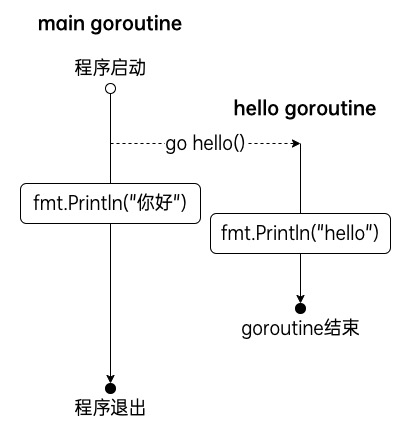 main goroutine
程序启动
hello goroutine
go hello()
fmt.Println("你好")
fmt.Println("hello")
goroutine结束
程序退出